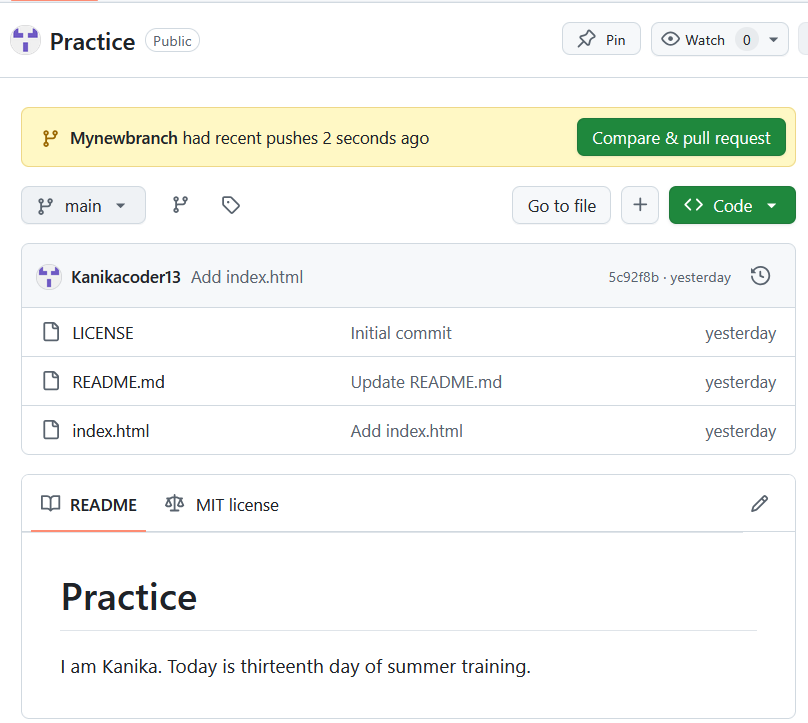 Practice Public Pin Watch 0
Mynewbranch had recent pushes 2 seconds ago Compare & pull request
main Go to file + <> Code
Kanikacoder13 Add index.html 5c92f8b · yesterday
LICENSE Initial commit yesterday
README.md Update README.md yesterday
index.html Add index.html yesterday
README MIT license
Practice
I am Kanika. Today is thirteenth day of summer training.